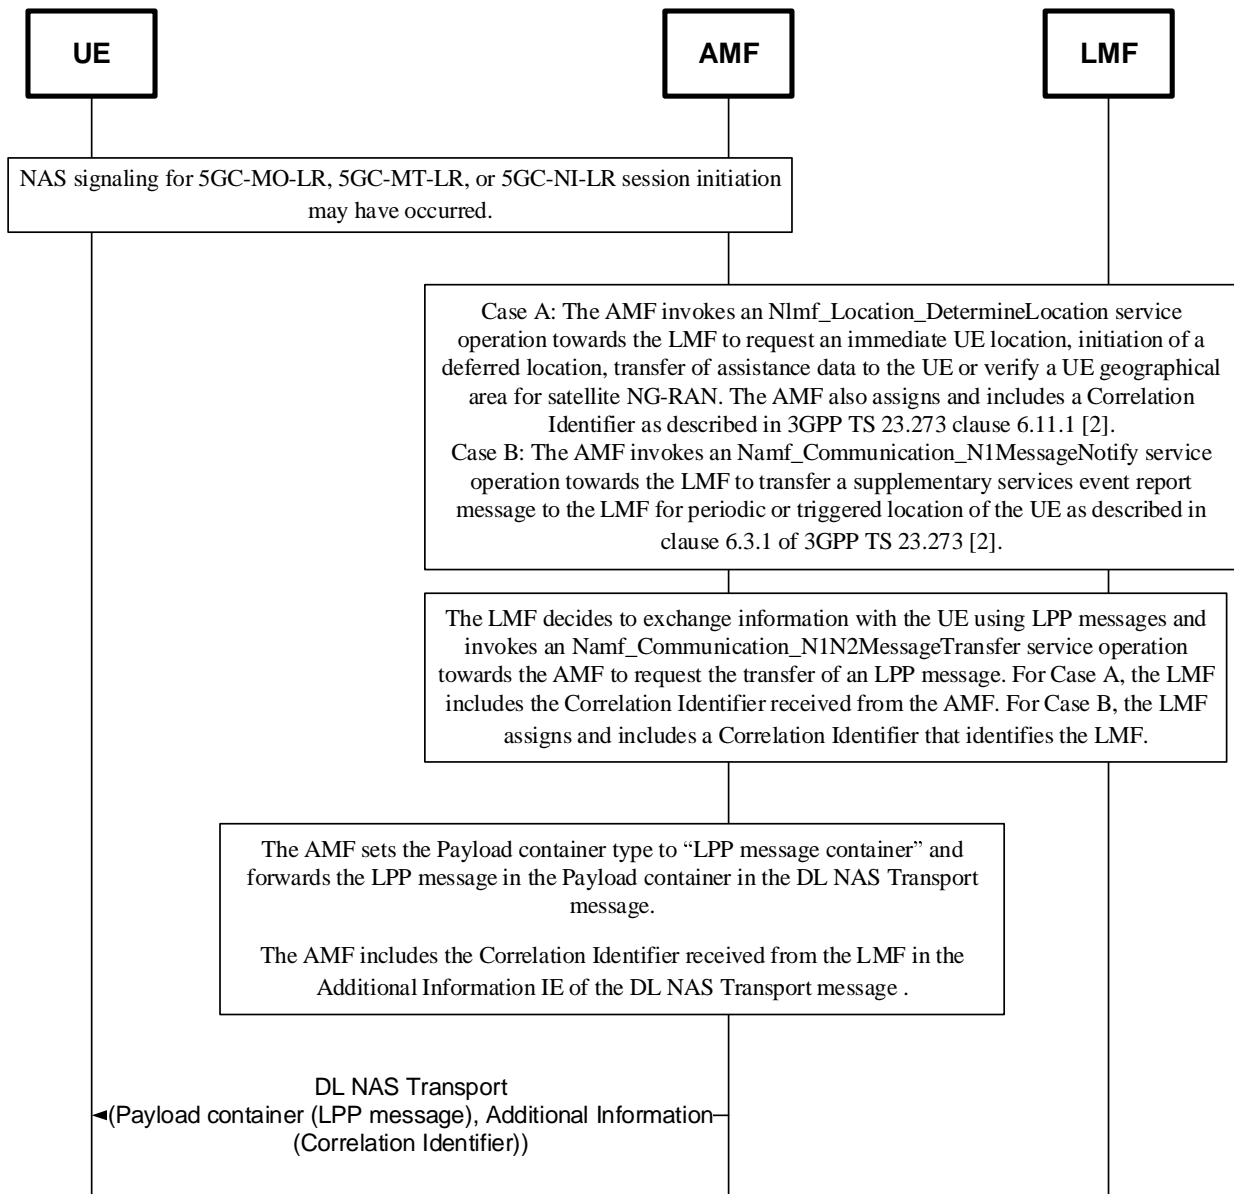 UE
AMF
LMF
NAS signaling for 5GC-MO-LR, 5GC-MT-LR, or 5GC-NI-LR session initiation
may have occurred.
Case A: The AMF invokes an Nlmf_Location_DetermineLocation service
operation towards the LMF to request an immediate UE location, initiation of a
deferred location, transfer of assistance data to the UE or verify a UE geographical
area for satellite NG-RAN. The AMF also assigns and includes a Correlation
Identifier as described in 3GPP TS 23.273 clause 6.11.1 [2].
Case B: The AMF invokes an Namf_Communication_N1MessageNotify service
operation towards the LMF to transfer a supplementary services event report
message to the LMF for periodic or triggered location of the UE as described in
clause 6.3.1 of 3GPP TS 23.273 [2].
The LMF decides to exchange information with the UE using LPP messages and
invokes an Namf_Communication_N1N2MessageTransfer service operation
towards the AMF to request the transfer of an LPP message. For Case A, the LMF
includes the Correlation Identifier received from the AMF. For Case B, the LMF
assigns and includes a Correlation Identifier that identifies the LMF.
The AMF sets the Payload container type to “LPP message container” and
forwards the LPP message in the Payload container in the DL NAS Transport
message.
The AMF includes the Correlation Identifier received from the LMF in the
Additional Information IE of the DL NAS Transport message .
DL NAS Transport
(Payload container (LPP message), Additional Information
(Correlation Identifier))